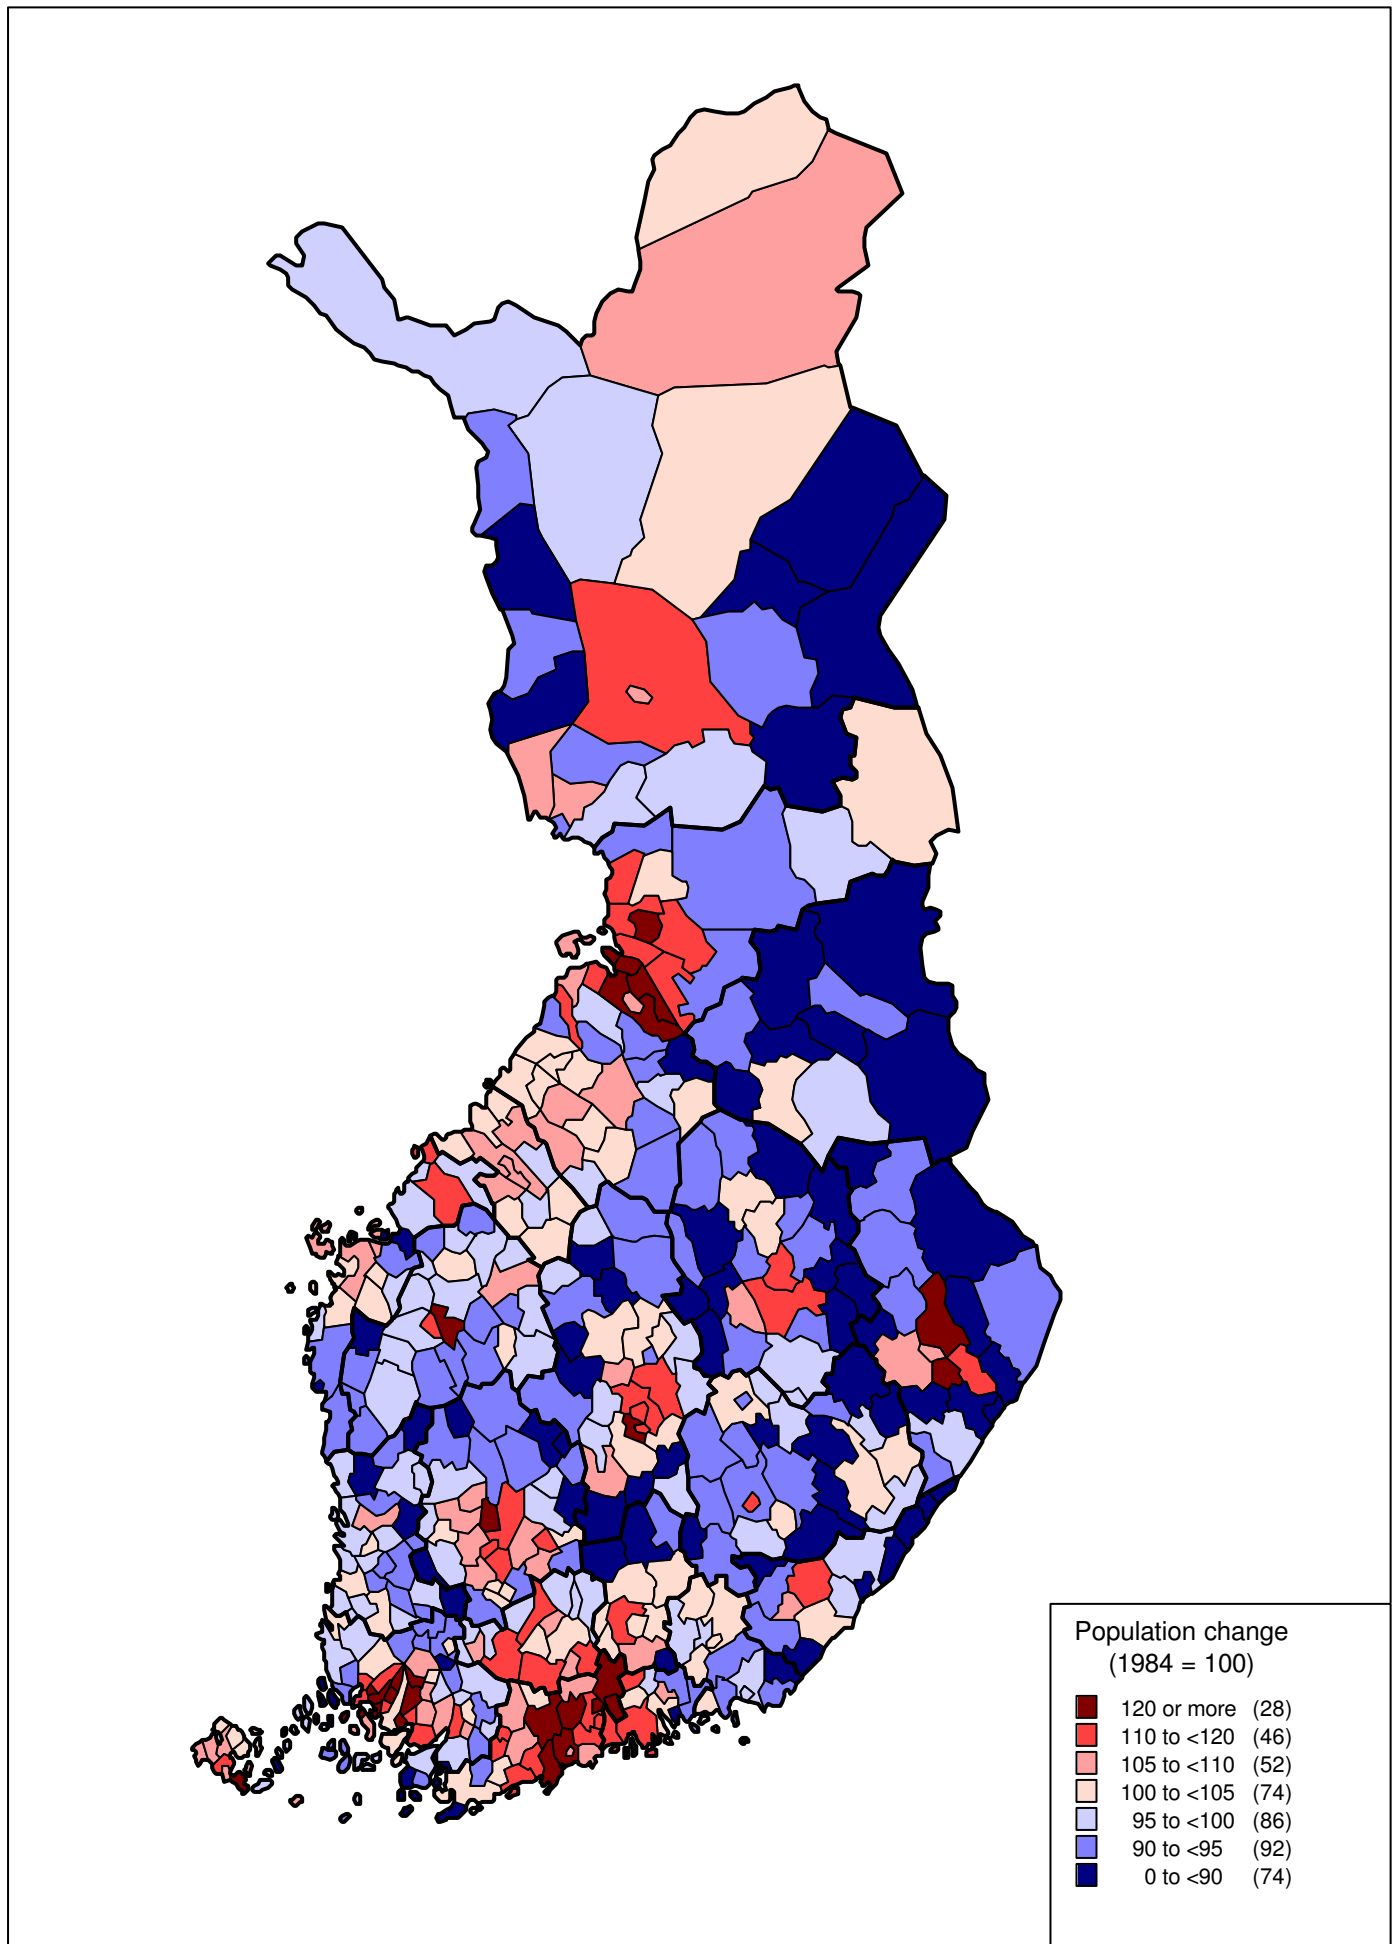 Population change
(1984 = 100)
120 or more (28)
110 to <120 (46)
105 to <110 (52)
100 to <105 (74)
95 to <100 (86)
90 to <95 (92)
0 to <90 (74)